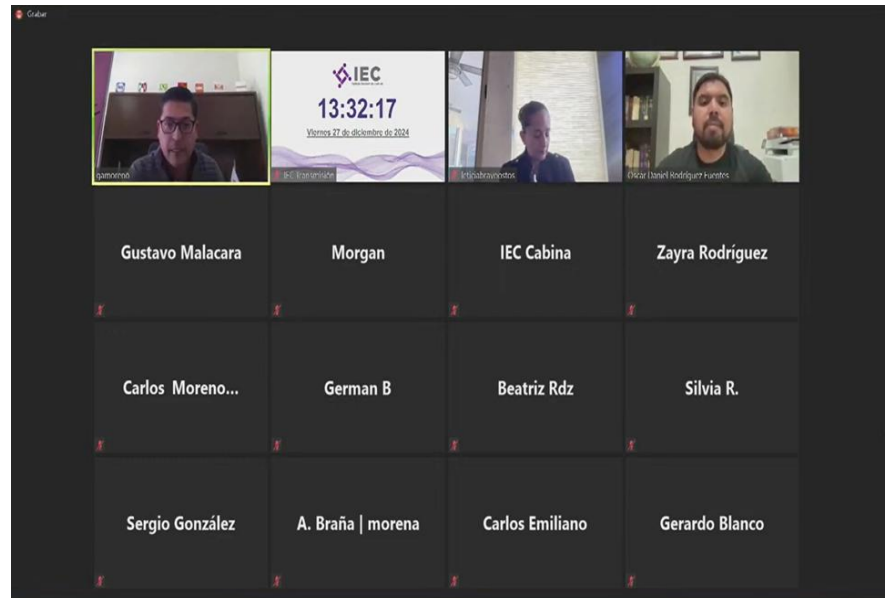 Grabar
IEC
13:32:17
Viernes 27 de diciembre de 2024
gamoreno
IEC Transmisión
leticiabravoostos
Oscar Daniel Rodríguez Fuentes
Gustavo Malacara
Morgan
IEC Cabina
Zayra Rodríguez
Carlos Moreno...
German B
Beatriz Rdz
Silvia R.
Sergio González
A. Braña | morena
Carlos Emiliano
Gerardo Blanco